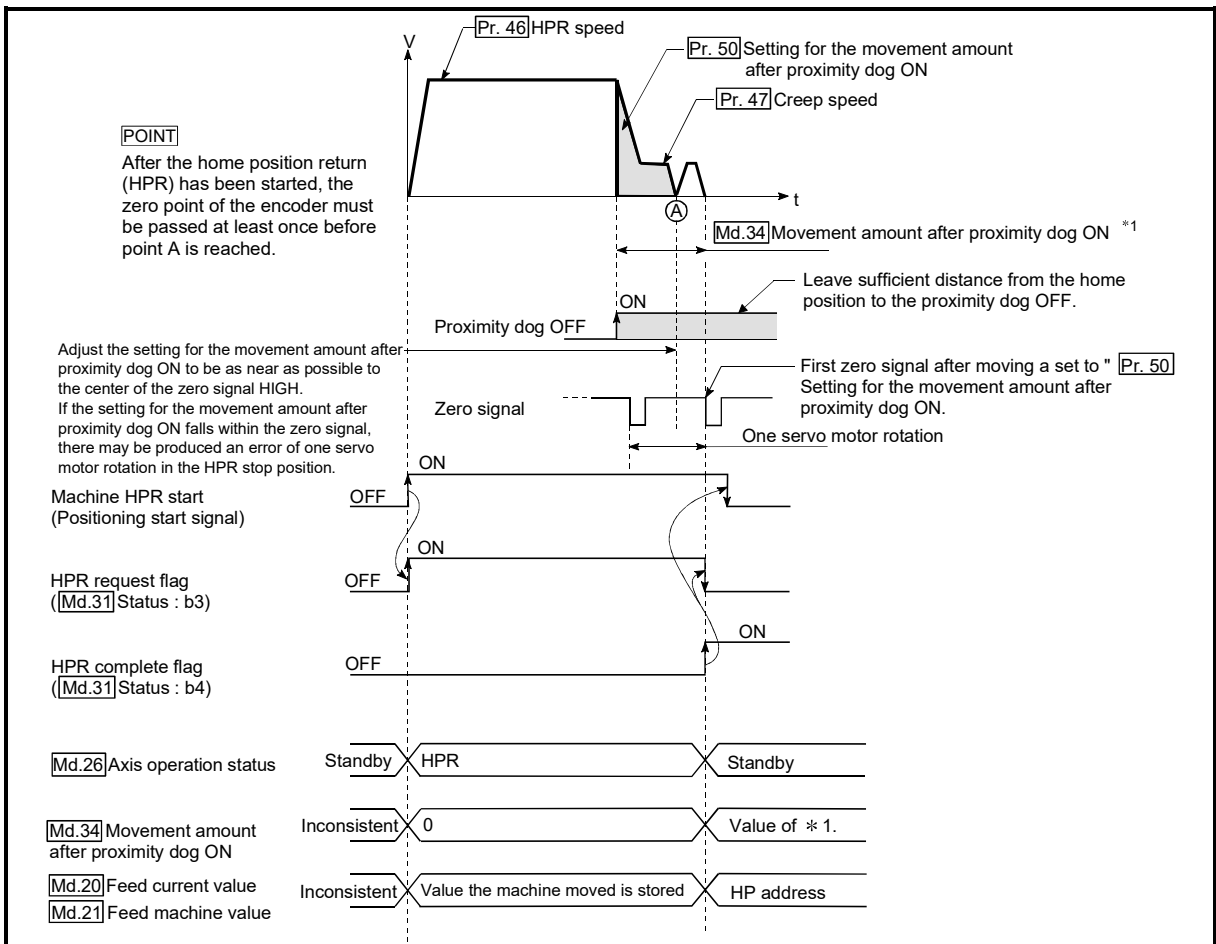 V
Pr. 46 HPR speed
Pr. 50 Setting for the movement amount
after proximity dog ON
Pr. 47 Creep speed
POINT
After the home position return
(HPR) has been started, the
zero point of the encoder must
be passed at least once before
point A is reached.
t
A
Md.34 Movement amount after proximity dog ON *1
Leave sufficient distance from the home
position to the proximity dog OFF.
ON
Proximity dog OFF
Adjust the setting for the movement amount after
proximity dog ON to be as near as possible to
the center of the zero signal HIGH.
If the setting for the movement amount after
proximity dog ON falls within the zero signal,
there may be produced an error of one servo
motor rotation in the HPR stop position.
First zero signal after moving a set to " Pr. 50
Setting for the movement amount after
proximity dog ON.
Zero signal
One servo motor rotation
ON
Machine HPR start
(Positioning start signal)
OFF
ON
HPR request flag
( Md.31 Status : b3)
OFF
ON
HPR complete flag
( Md.31 Status : b4)
OFF
Md.26 Axis operation status
Standby
HPR
Standby
Md.34 Movement amount
after proximity dog ON
Inconsistent
0
Value of *1.
Md.20 Feed current value
Md.21 Feed machine value
Inconsistent
Value the machine moved is stored
HP address